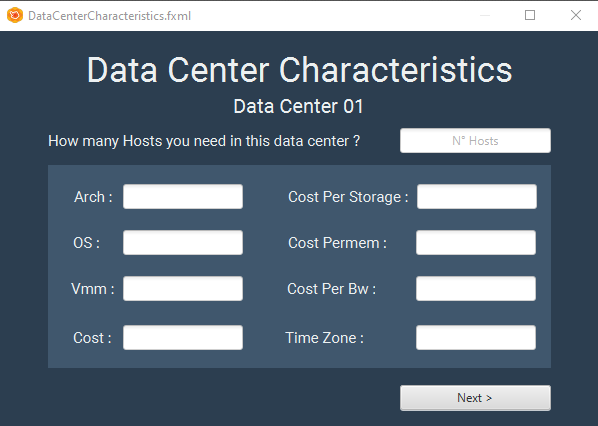 DataCenterCharacteristics.fxml
Data Center Characteristics
Data Center 01
How many Hosts you need in this data center ? N° Hosts
Arch : Cost Per Storage :
OS : Cost Permem :
Vmm : Cost Per Bw :
Cost : Time Zone :
Next >